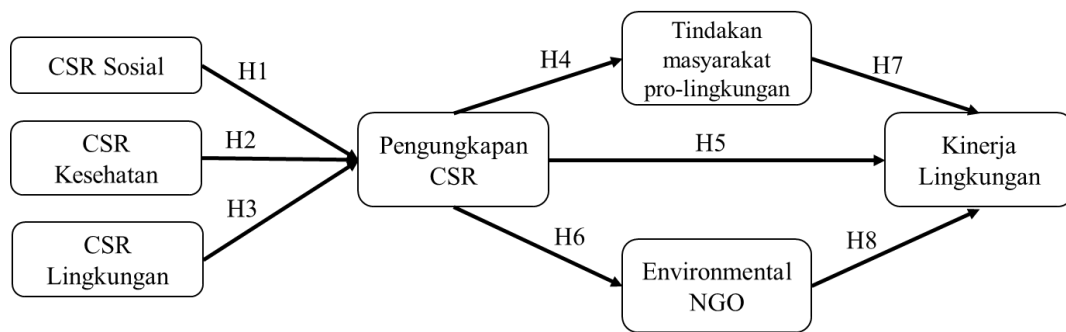 CSR Sosial
H1
CSR
Kesehatan
H2
CSR
Lingkungan
H3
Pengungkapan
CSR
H4
Tindakan
masyarakat
pro-lingkungan
H7
H5
Kinerja
Lingkungan
H6
Environmental
NGO
H8